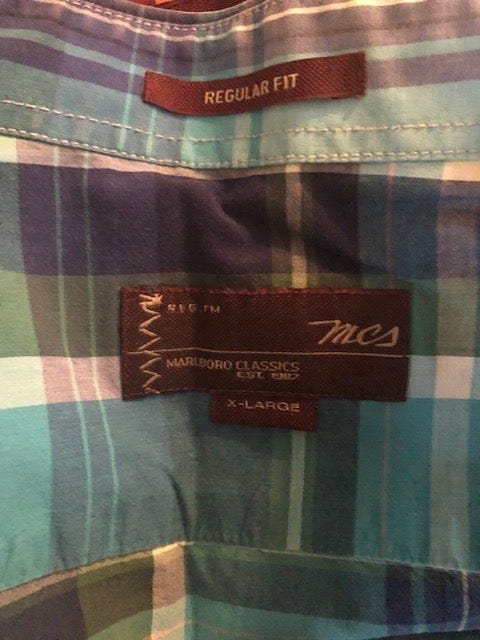 REGULAR FIT
REG.TM
mcs
MARLBORO CLASSICS
EST. 1987
X-LARGE